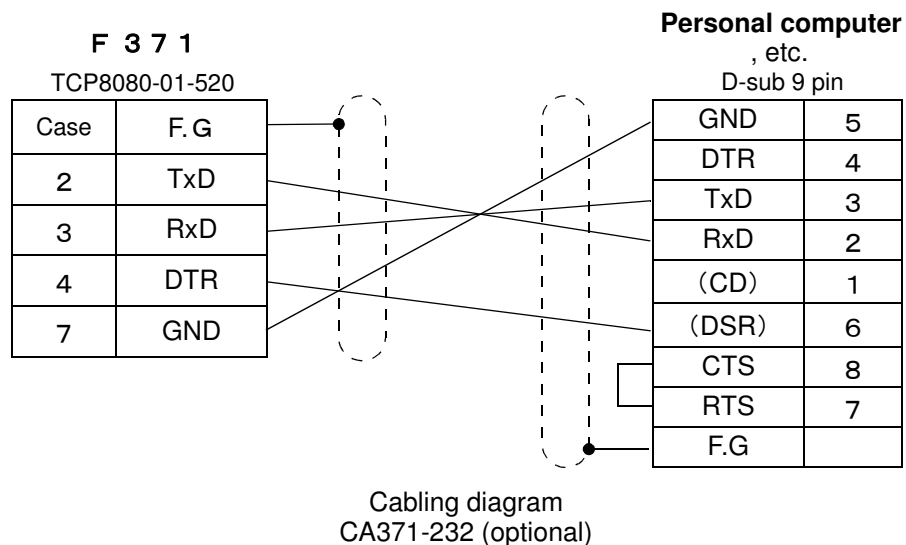 F 3 7 1
TCP8080-01-520
Case F.G
2 TxD
3 RxD
4 DTR
7 GND
Personal computer
, etc.
D-sub 9 pin
GND 5
DTR 4
TxD 3
RxD 2
（CD） 1
（DSR） 6
CTS 8
RTS 7
F.G
Cabling diagram
CA371-232 (optional)